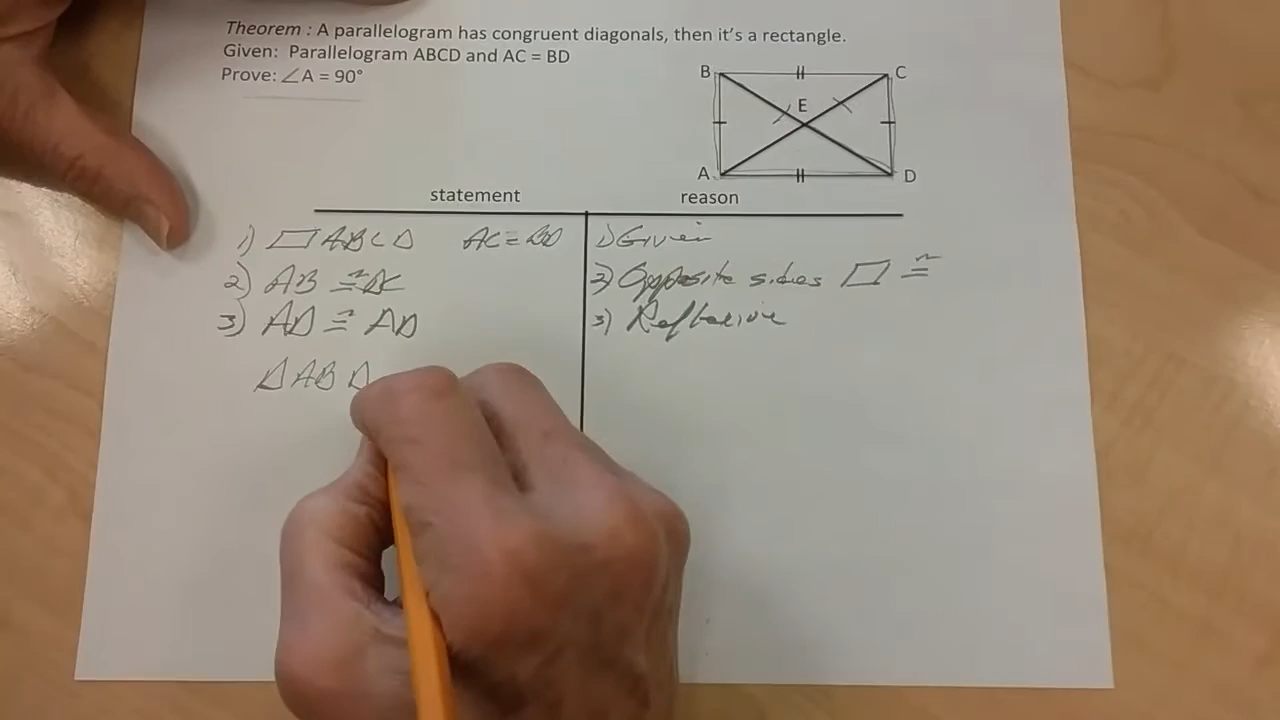 Theorem : A parallelogram has congruent diagonals, then it's a rectangle.
Given: Parallelogram ABCD and AC = BD
Prove: ∠A = 90°
B C
E
A D
statement reason
1) ▱ ABCD AC = BD 1) Given
2) AB ≅ DC 2) Opposite sides ▱ ≅
3) AD ≅ AD 3) Reflexive
△ABD